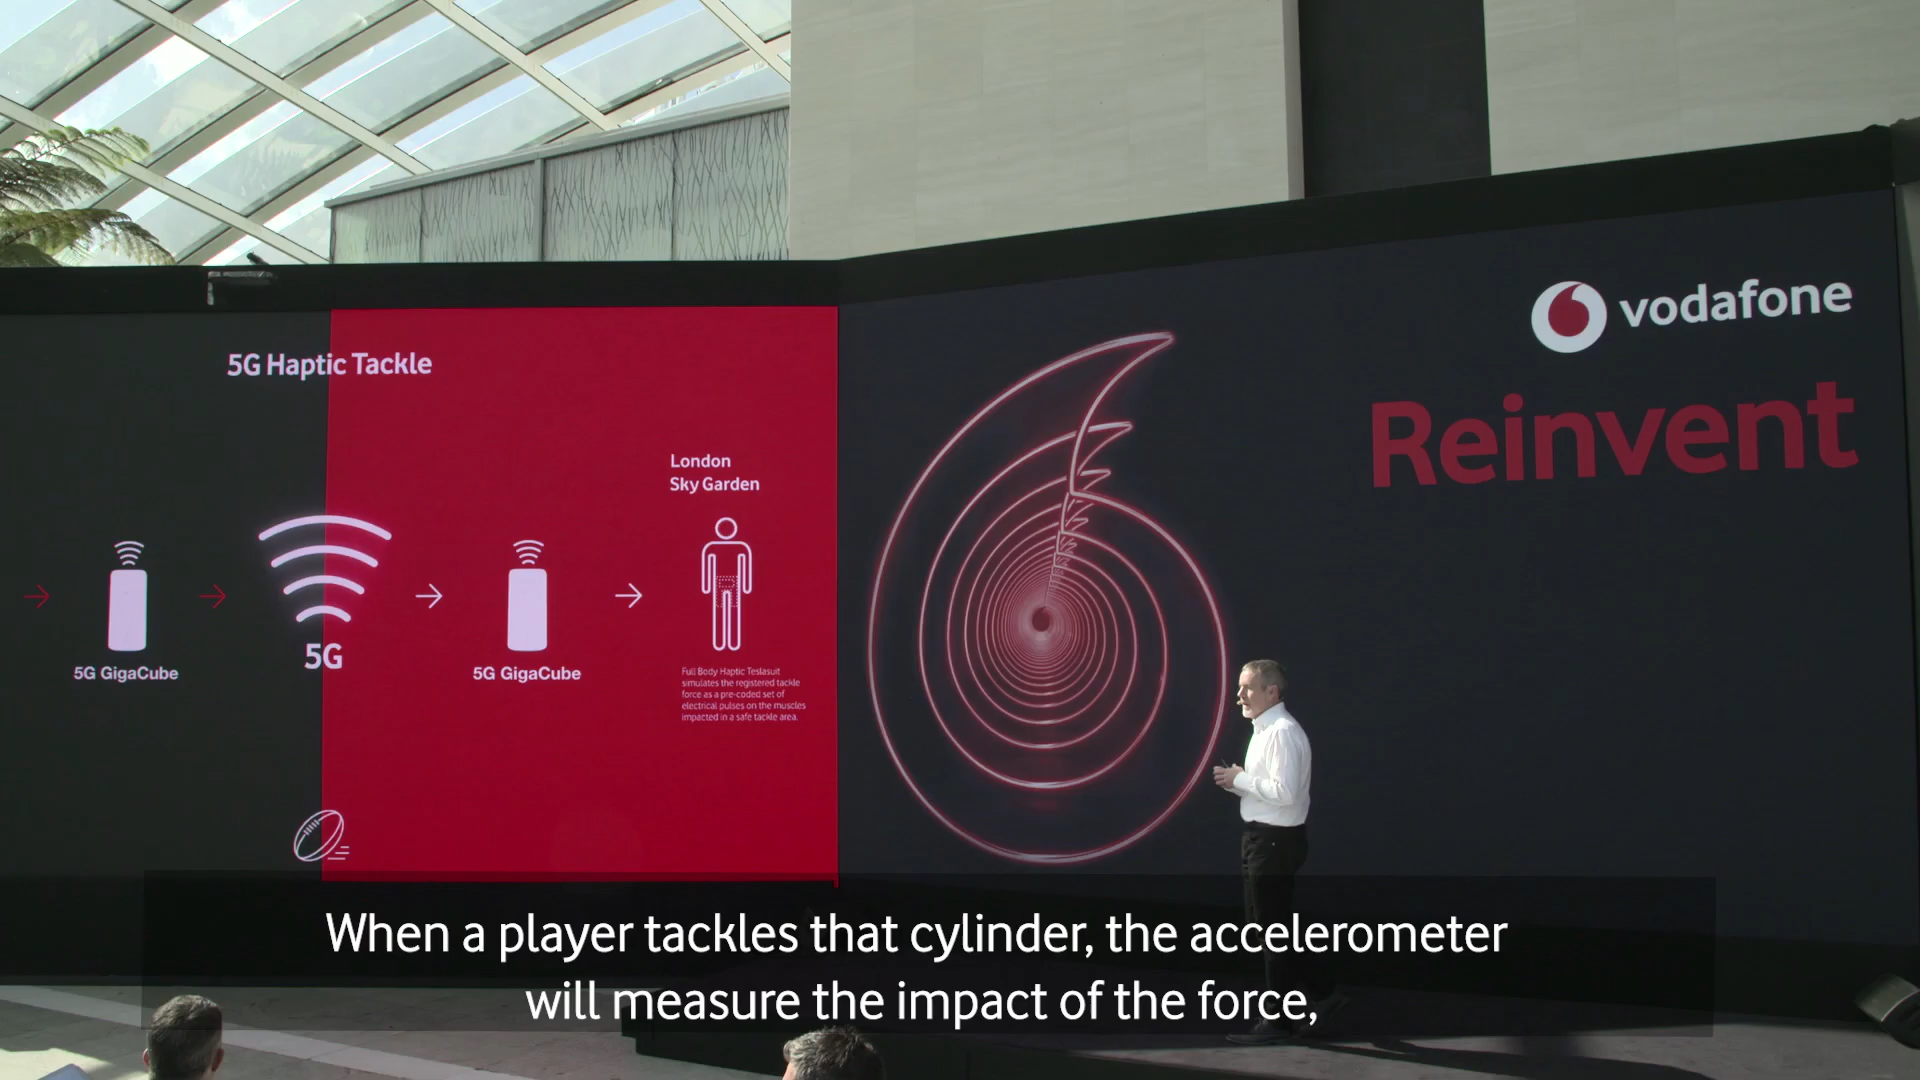 5G Haptic Tackle
London
Sky Garden
5G GigaCube
5G
5G GigaCube
Full Body Haptic Teslasuit
simulates the registered tackle
force as a pre-coded set of
electrical pulses on the muscles
impacted in a safe tackle area.
vodafone
Reinvent
When a player tackles that cylinder, the accelerometer
will measure the impact of the force,